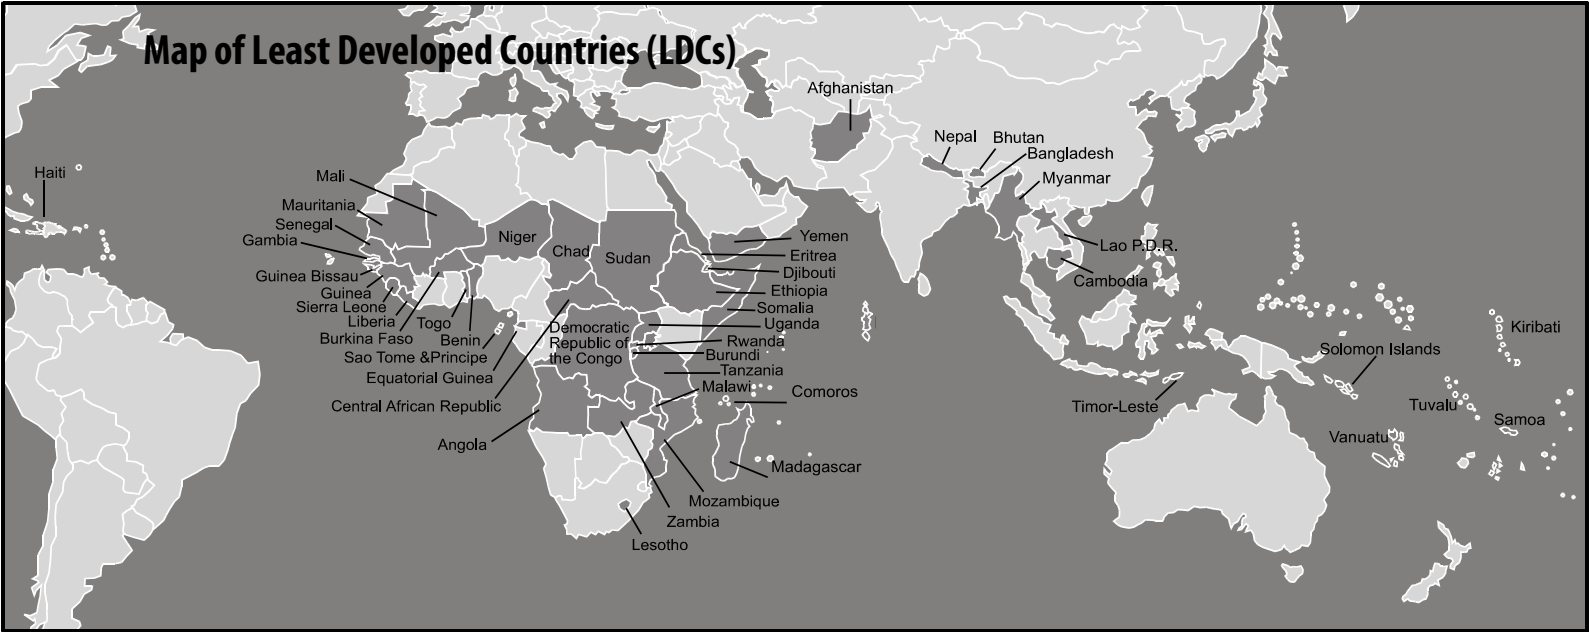 Map of Least Developed Countries (LDCs)
Afghanistan
Nepal
Bhutan
Bangladesh
Myanmar
Haiti
Mali
Mauritania
Senegal
Gambia
Guinea Bissau
Guinea
Sierra Leone
Liberia
Burkina Faso
Togo
Benin
Sao Tome &Principe
Equatorial Guinea
Central African Republic
Angola
Niger
Chad
Sudan
Democratic
Republic of
the Congo
Yemen
Eritrea
Djibouti
Ethiopia
Somalia
Uganda
Rwanda
Burundi
Tanzania
Malawi
Comoros
Madagascar
Mozambique
Zambia
Lesotho
Lao P.D.R.
Cambodia
Timor-Leste
Solomon Islands
Kiribati
Tuvalu
Samoa
Vanuatu